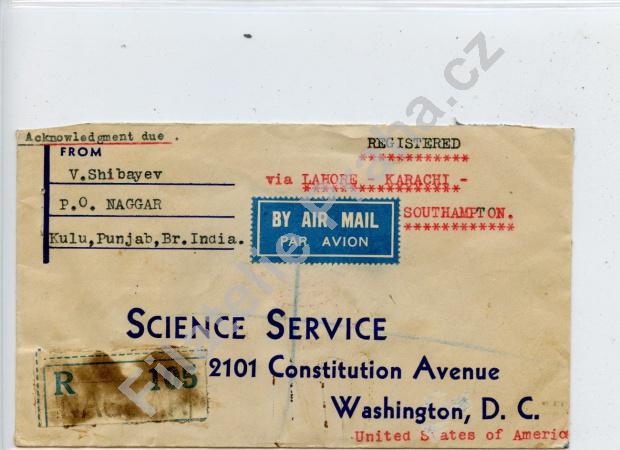 Acknowledgment due .
FROM
V.Shibayev
P.O. NAGGAR
Kulu,Punjab,Br.India.
REGISTERED
************
via LAHORE - KARACHI -
******************
SOUTHAMPTON.
*************
BY AIR MAIL
PAR AVION
SCIENCE SERVICE
2101 Constitution Avenue
Washington, D. C.
United States of America
R 105